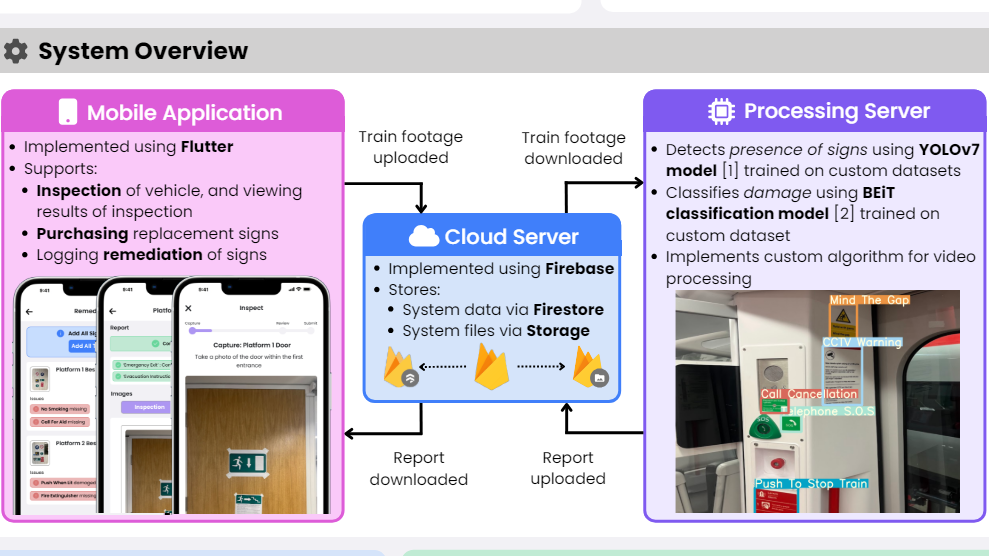 System Overview
Mobile Application
Implemented using Flutter
Supports:
Inspection of vehicle, and viewing
results of inspection
Purchasing replacement signs
Logging remediation of signs
9:41
Remed
Add All Sig
Add All T
Platform 1 Bes
Issues
No Smoking missing
Call For Aid missing
Platform 2 Bes
Issues
Push When Lit damaged
Fire Extinguisher missing
9:41
Platfo
Report
Cor
Images
Inspection
9:41
Inspect
Capture
Review
Submit
Capture: Platform 1 Door
Take a photo of the door within the first
entrance
Train footage
uploaded
Train footage
downloaded
Cloud Server
Implemented using Firebase
Stores:
System data via Firestore
System files via Storage
Report
downloaded
Report
uploaded
Processing Server
Detects presence of signs using YOLOv7
model [1] trained on custom datasets
Classifies damage using BEiT
classification model [2] trained on
custom dataset
Implements custom algorithm for video
processing
Mind The Gap
CCTV Warning
Call Cancellation
elephone S.O.S
SOS
Push To Stop Train